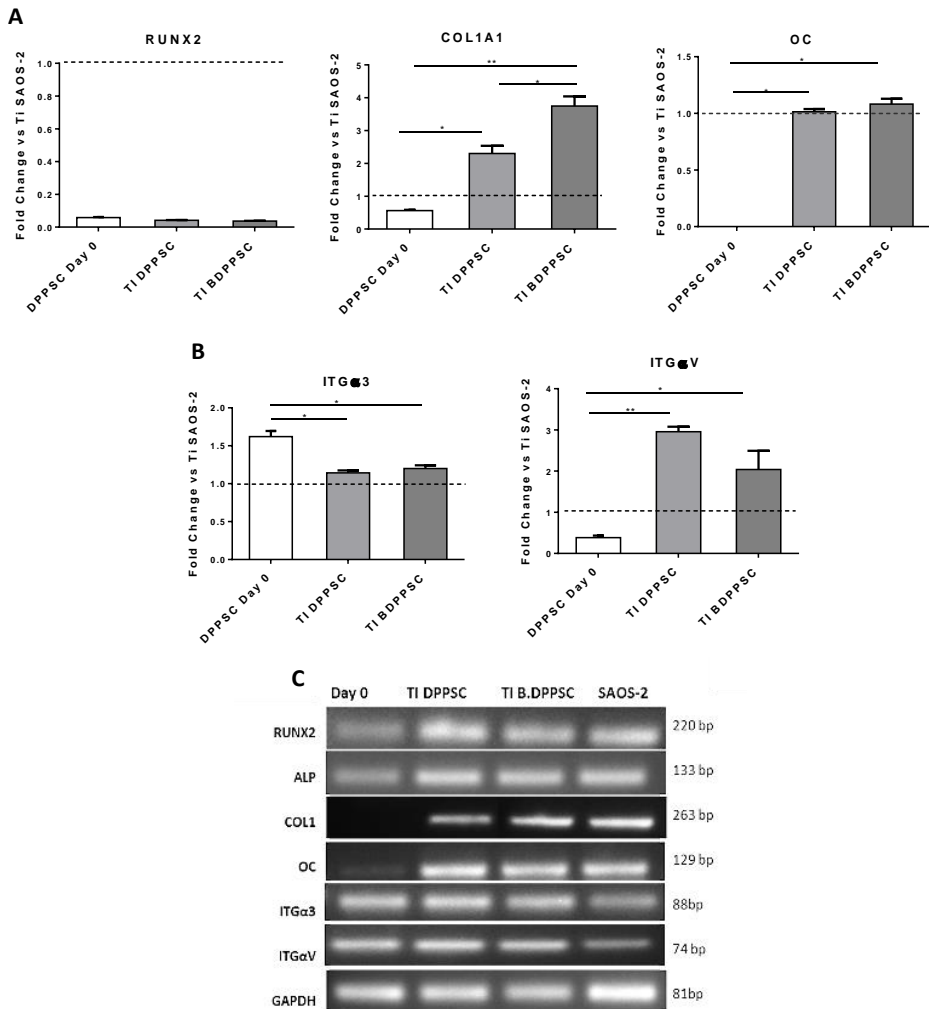 A
RUNX2
Fold Change vs Ti SAOS-2
1.0
0.8
0.6
0.4
0.2
0.0
DPPSC Day 0
TI DPPSC
TI BDPPSC
COL1A1
Fold Change vs Ti SAOS-2
5
4
3
2
1
0
**
*
*
DPPSC Day 0
TI DPPSC
TI BDPPSC
OC
Fold Change vs Ti SAOS-2
1.5
1.0
0.5
0.0
*
*
DPPSC Day 0
TI DPPSC
TI BDPPSC
B
ITGα3
Fold Change vs Ti SAOS-2
2.0
1.5
1.0
0.5
0.0
*
*
DPPSC Day 0
TI DPPSC
TI BDPPSC
ITGαV
Fold Change vs Ti SAOS-2
4
3
2
1
0
*
**
DPPSC Day 0
TI DPPSC
TI BDPPSC
C
Day 0 TI DPPSC TI B.DPPSC SAOS-2
RUNX2 220 bp
ALP 133 bp
COL1 263 bp
OC 129 bp
ITGα3 88bp
ITGαV 74 bp
GAPDH 81bp